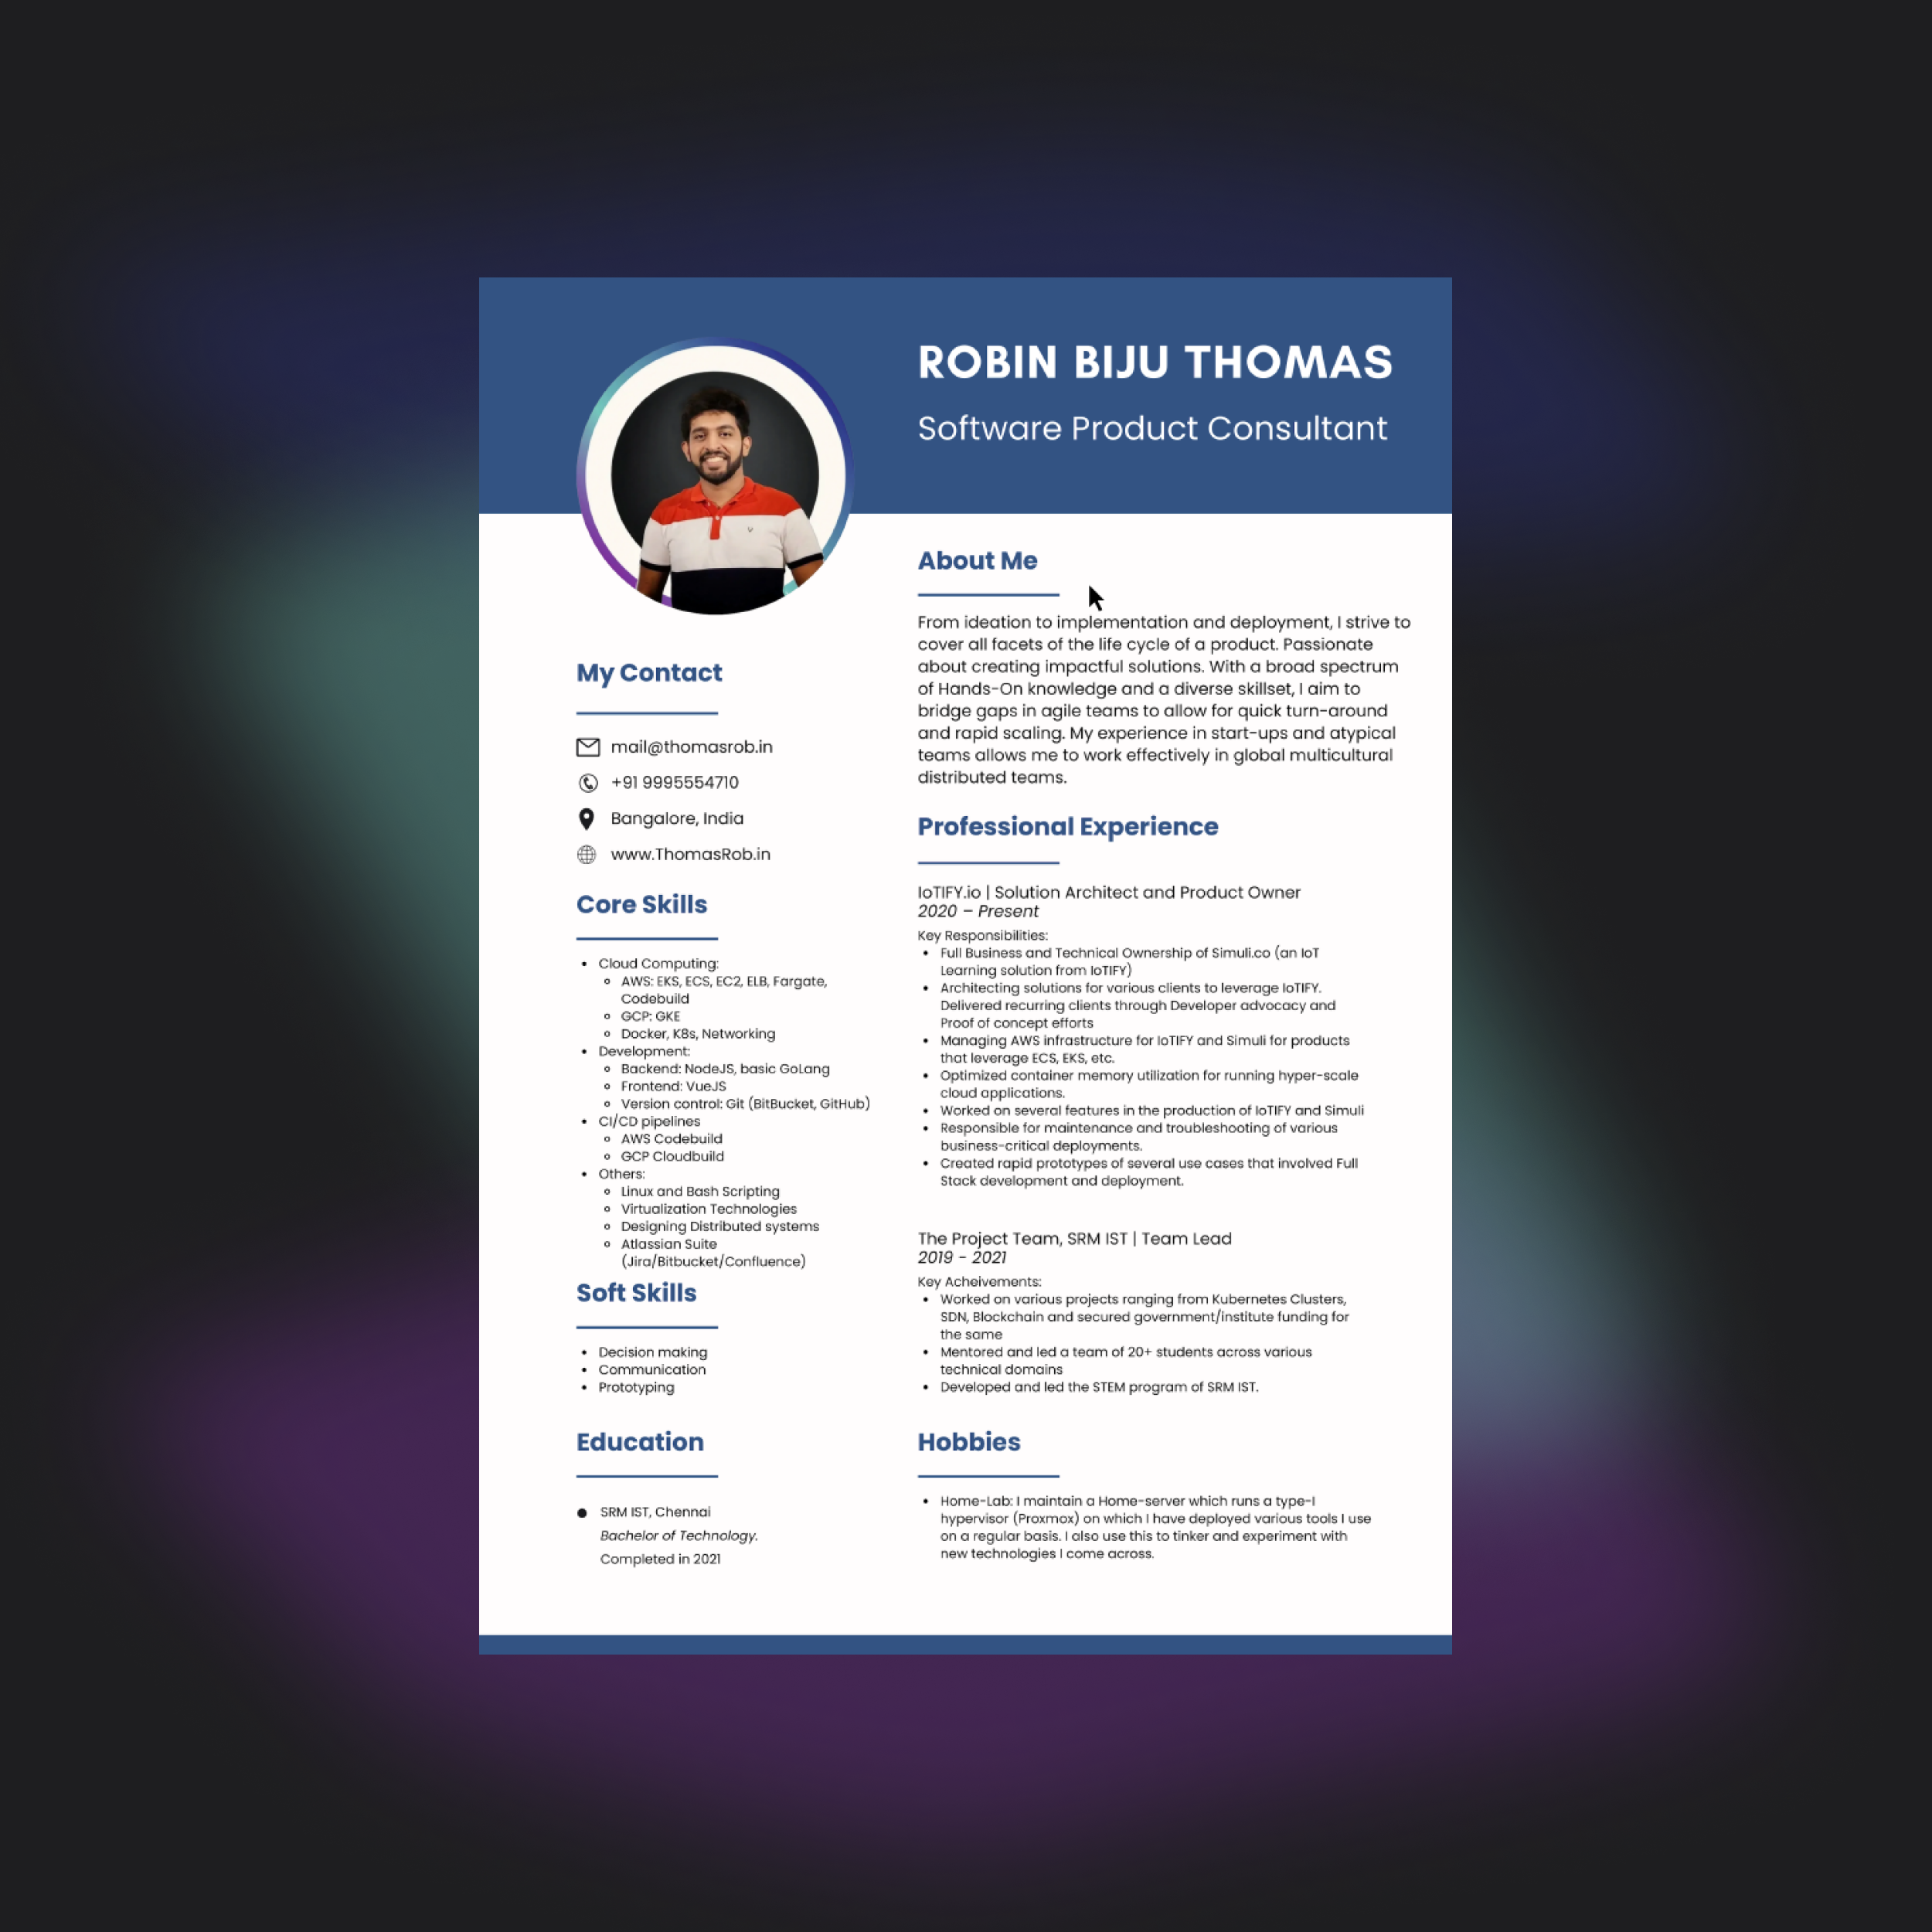 ROBIN BIJU THOMAS
Software Product Consultant
My Contact
mail@thomasrob.in
+91 9995554710
Bangalore, India
www.ThomasRob.in
Core Skills
• Cloud Computing:
◦ AWS: EKS, ECS, EC2, ELB, Fargate,
Codebuild
◦ GCP: GKE
◦ Docker, K8s, Networking
• Development:
◦ Backend: NodeJS, basic GoLang
◦ Frontend: VueJS
◦ Version control: Git (BitBucket, GitHub)
• CI/CD pipelines
◦ AWS Codebuild
◦ GCP Cloudbuild
• Others:
◦ Linux and Bash Scripting
◦ Virtualization Technologies
◦ Designing Distributed systems
◦ Atlassian Suite
(Jira/Bitbucket/Confluence)
Soft Skills
• Decision making
• Communication
• Prototyping
Education
• SRM IST, Chennai
Bachelor of Technology.
Completed in 2021
About Me
From ideation to implementation and deployment, I strive to
cover all facets of the life cycle of a product. Passionate
about creating impactful solutions. With a broad spectrum
of Hands-On knowledge and a diverse skillset, I aim to
bridge gaps in agile teams to allow for quick turn-around
and rapid scaling. My experience in start-ups and atypical
teams allows me to work effectively in global multicultural
distributed teams.
Professional Experience
IoTIFY.io | Solution Architect and Product Owner
2020 – Present
Key Responsibilities:
• Full Business and Technical Ownership of Simuli.co (an IoT
Learning solution from IoTIFY)
• Architecting solutions for various clients to leverage IoTIFY.
Delivered recurring clients through Developer advocacy and
Proof of concept efforts
• Managing AWS infrastructure for IoTIFY and Simuli for products
that leverage ECS, EKS, etc.
• Optimized container memory utilization for running hyper-scale
cloud applications.
• Worked on several features in the production of IoTIFY and Simuli
• Responsible for maintenance and troubleshooting of various
business-critical deployments.
• Created rapid prototypes of several use cases that involved Full
Stack development and deployment.
The Project Team, SRM IST | Team Lead
2019 - 2021
Key Acheivements:
• Worked on various projects ranging from Kubernetes Clusters,
SDN, Blockchain and secured government/institute funding for
the same
• Mentored and led a team of 20+ students across various
technical domains
• Developed and led the STEM program of SRM IST.
Hobbies
• Home-Lab: I maintain a Home-server which runs a type-I
hypervisor (Proxmox) on which I have deployed various tools I use
on a regular basis. I also use this to tinker and experiment with
new technologies I come across.